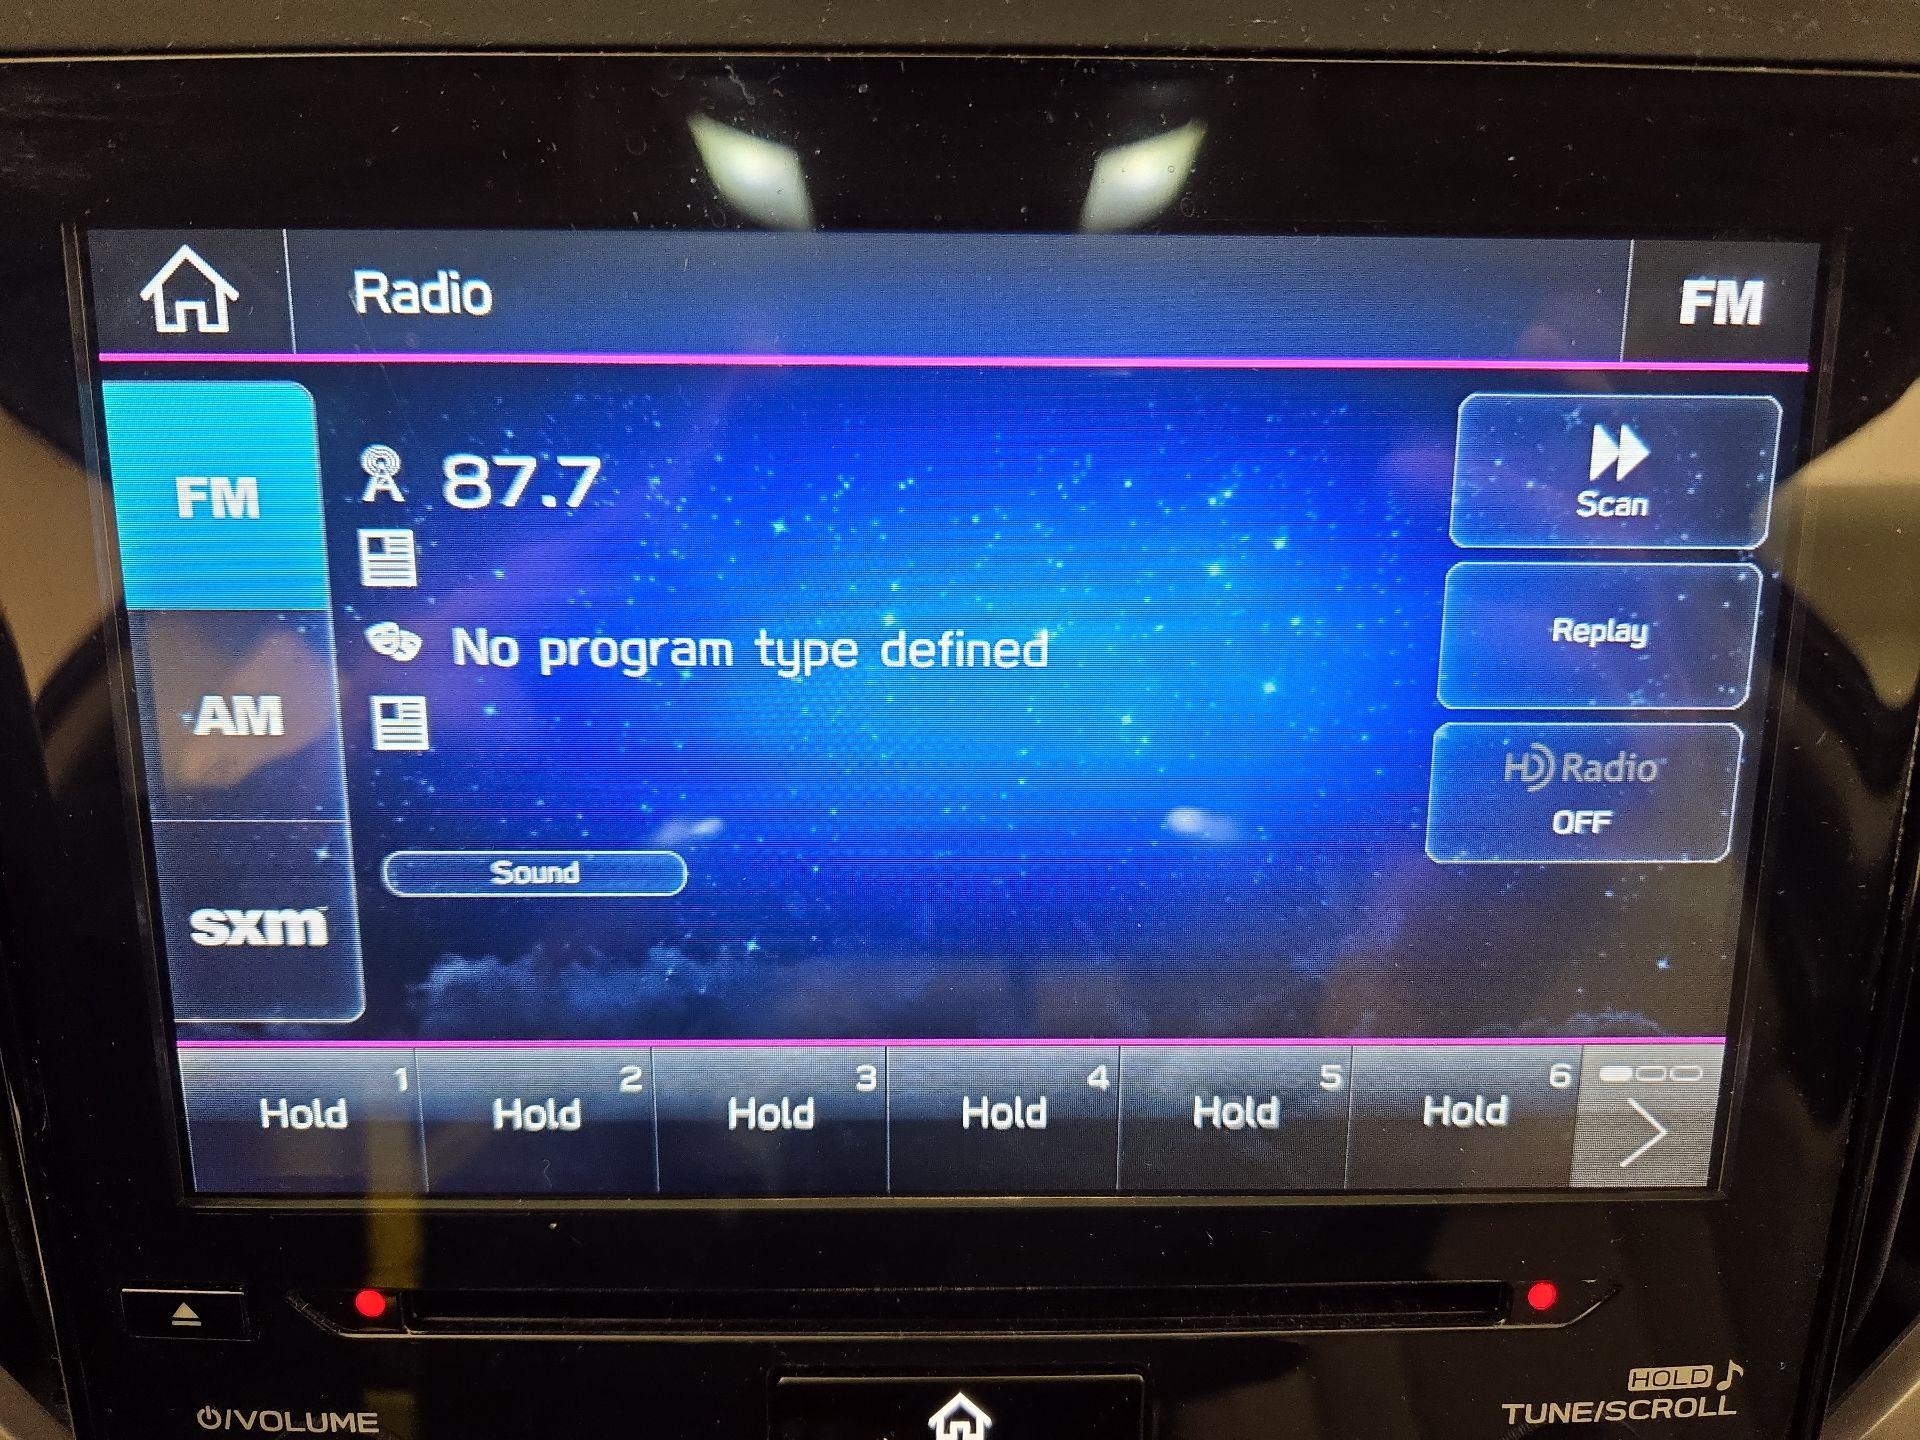 Radio
FM
FM
87.7
Scan
No program type defined
Replay
AM
HD Radio
OFF
Sound
sxm
1
Hold
2
Hold
3
Hold
4
Hold
5
Hold
6
Hold
/VOLUME
HOLD
TUNE/SCROLL